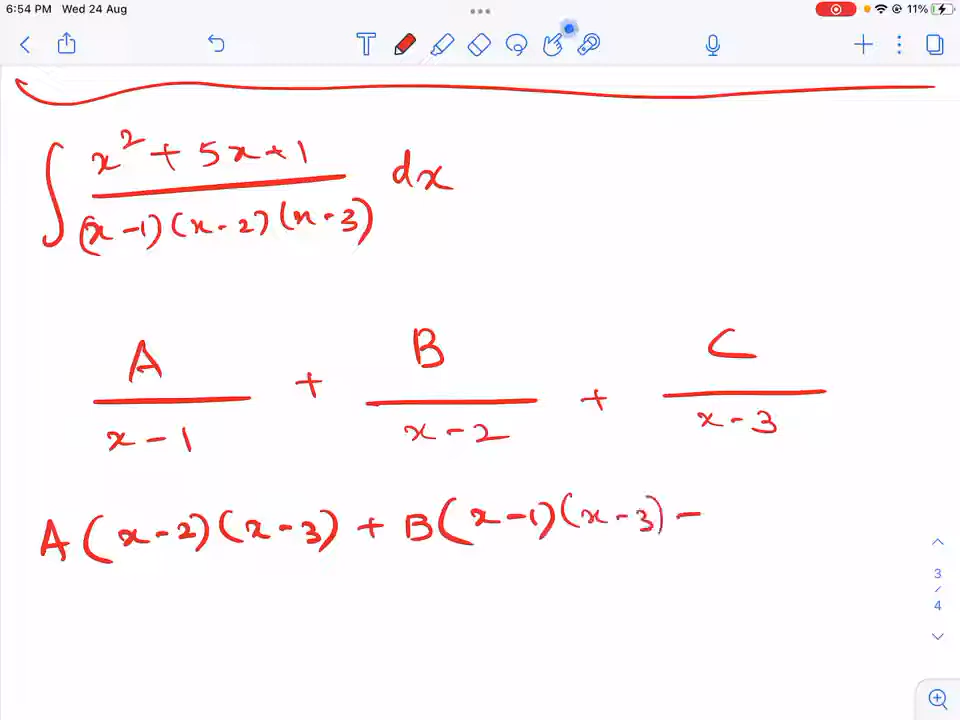 6:54 PM Wed 24 Aug
11%
T
∫ x² + 5x + 1 / (x - 1)(x - 2)(x - 3) dx
A / x - 1 + B / x - 2 + C / x - 3
A(x - 2)(x - 3) + B(x - 1)(x - 3) -
3
/
4